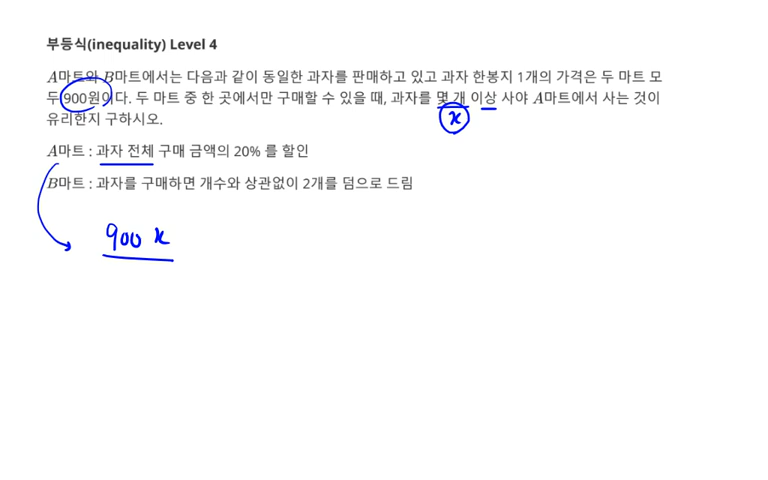 부등식(inequality) Level 4
A마트와 B마트에서는 다음과 같이 동일한 과자를 판매하고 있고 과자 한봉지 1개의 가격은 두 마트 모
두 900원이다. 두 마트 중 한 곳에서만 구매할 수 있을 때, 과자를 몇 개 이상 사야 A마트에서 사는 것이
x
유리한지 구하시오.
A마트 : 과자 전체 구매 금액의 20% 를 할인
B마트 : 과자를 구매하면 개수와 상관없이 2개를 덤으로 드림
900 x